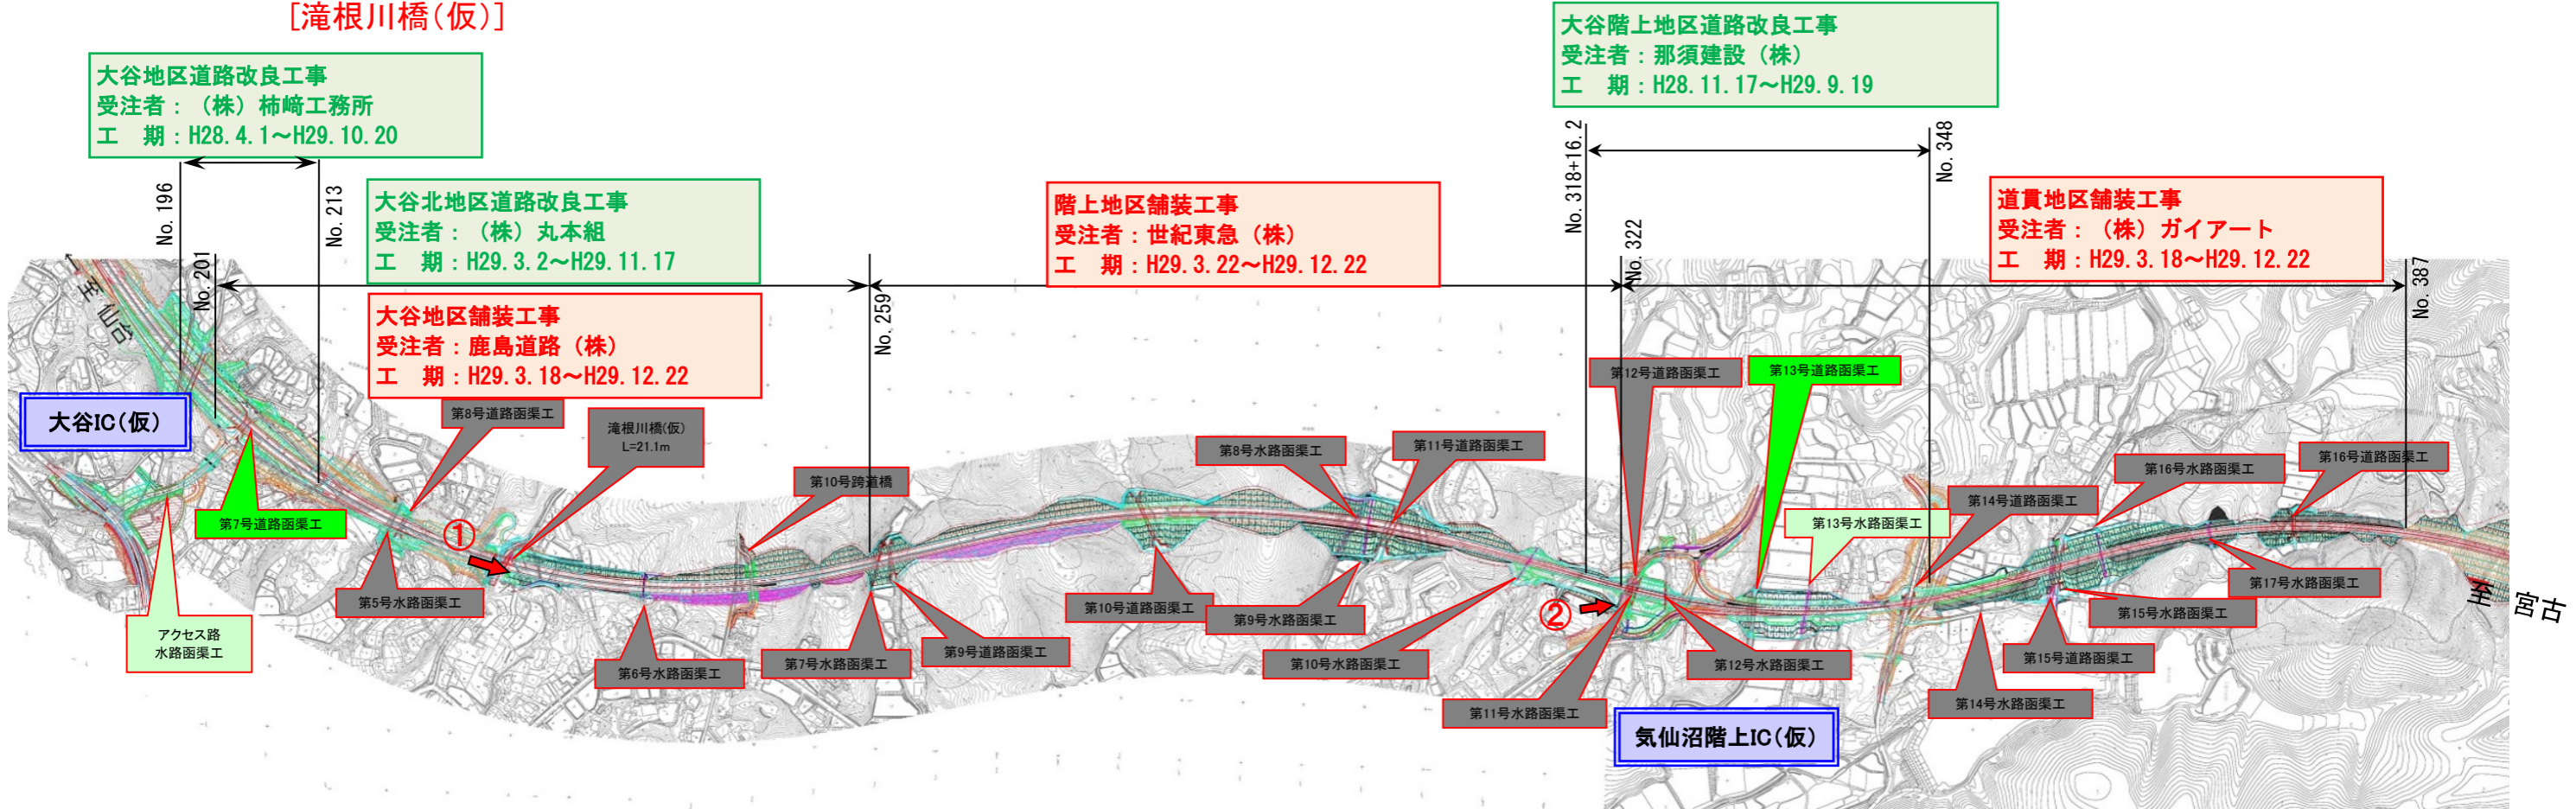 [滝根川橋(仮)]
大谷地区道路改良工事
受注者：（株）柿﨑工務所
工　期：H28.4.1～H29.10.20
大谷階上地区道路改良工事
受注者：那須建設（株）
工　期：H28.11.17～H29.9.19
No.196
No.213
No.201
大谷北地区道路改良工事
受注者：（株）丸本組
工　期：H29.3.2～H29.11.17
大谷地区舗装工事
受注者：鹿島道路（株）
工　期：H29.3.18～H29.12.22
No.259
階上地区舗装工事
受注者：世紀東急（株）
工　期：H29.3.22～H29.12.22
No.318+16.2
No.322
No.348
道貫地区舗装工事
受注者：（株）ガイアート
工　期：H29.3.18～H29.12.22
No.387
至 仙台
大谷IC(仮)
第8号道路函渠工
滝根川橋(仮)
L=21.1m
第7号道路函渠工
①
第10号跨道橋
第8号水路函渠工
第11号道路函渠工
第12号道路函渠工
第13号道路函渠工
第13号水路函渠工
第14号道路函渠工
第16号水路函渠工
第16号道路函渠工
第5号水路函渠工
アクセス路
水路函渠工
第6号水路函渠工
第7号水路函渠工
第9号道路函渠工
第10号道路函渠工
第9号水路函渠工
第10号水路函渠工
②
第11号水路函渠工
第12号水路函渠工
第14号水路函渠工
第15号道路函渠工
第15号水路函渠工
第17号水路函渠工
至 宮古
気仙沼階上IC(仮)